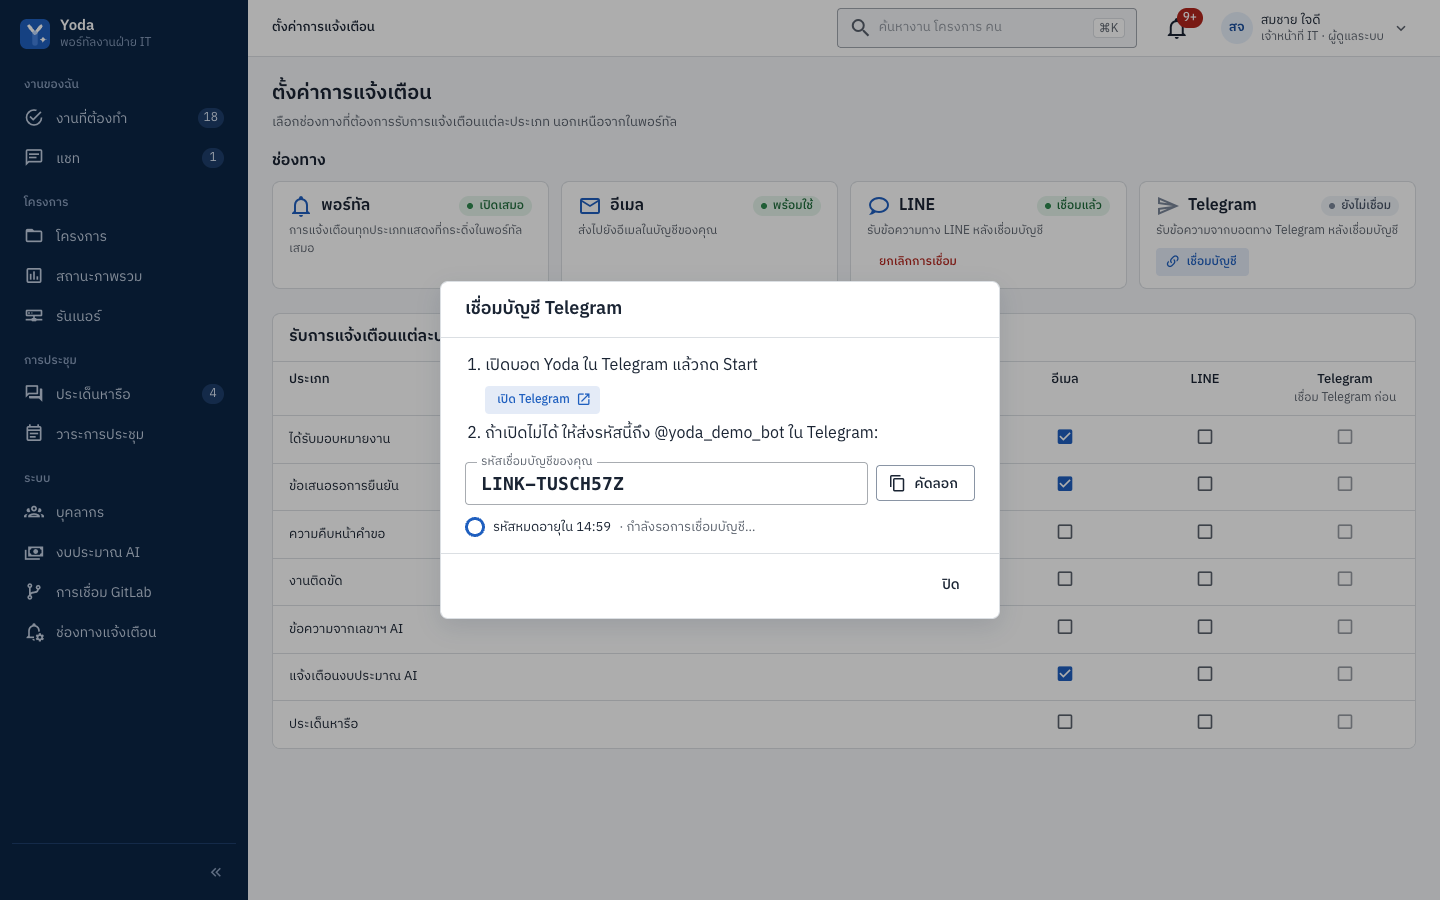 Yoda
พอร์ทัลงานฝ่าย IT
งานของฉัน
งานที่ต้องทำ 18
แชท 1
โครงการ
โครงการ
สถานะภาพรวม
รันเนอร์
การประชุม
ประเด็นหารือ 4
วาระการประชุม
ระบบ
บุคลากร
งบประมาณ AI
การเชื่อม GitLab
ช่องทางแจ้งเตือน
ตั้งค่าการแจ้งเตือน
ค้นหางาน โครงการ คน ⌘K
9+
สจ
สมชาย ใจดี
เจ้าหน้าที่ IT · ผู้ดูแลระบบ
ตั้งค่าการแจ้งเตือน
เลือกช่องทางที่ต้องการรับการแจ้งเตือนแต่ละประเภท นอกเหนือจากในพอร์ทัล
ช่องทาง
พอร์ทัล เปิดเสมอ
การแจ้งเตือนทุกประเภทแสดงที่กระดิ่งในพอร์ทัล
เสมอ
อีเมล พร้อมใช้
ส่งไปยังอีเมลในบัญชีของคุณ
LINE เชื่อมแล้ว
รับข้อความทาง LINE หลังเชื่อมบัญชี
ยกเลิกการเชื่อม
Telegram ยังไม่เชื่อม
รับข้อความจากบอตทาง Telegram หลังเชื่อมบัญชี
เชื่อมบัญชี
รับการแจ้งเตือนแต่ละ
ประเภท อีเมล LINE Telegram
เชื่อม Telegram ก่อน
ได้รับมอบหมายงาน
ข้อเสนอรอการยืนยัน
ความคืบหน้าคำขอ
งานติดขัด
ข้อความจากเลขาฯ AI
แจ้งเตือนงบประมาณ AI
ประเด็นหารือ
เชื่อมบัญชี Telegram
1. เปิดบอต Yoda ใน Telegram แล้วกด Start
เปิด Telegram
2. ถ้าเปิดไม่ได้ ให้ส่งรหัสนี้ถึง @yoda_demo_bot ใน Telegram:
รหัสเชื่อมบัญชีของคุณ
LINK-TUSCH57Z
คัดลอก
รหัสหมดอายุใน 14:59 · กำลังรอการเชื่อมบัญชี...
ปิด